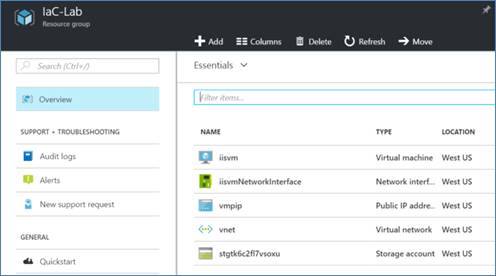 IaC-Lab
Resource group
Add Columns Delete Refresh Move
Search (Ctrl+/)
Overview
SUPPORT + TROUBLESHOOTING
Audit logs
Alerts
New support request
GENERAL
Quickstart
Essentials
Filter items...
NAME TYPE LOCATION
iisvm Virtual machine West US
iisvmNetworkInterface Network interf... West US
vmpip Public IP addre... West US
vnet Virtual network West US
stgtk6c2fl7vsoxu Storage account West US